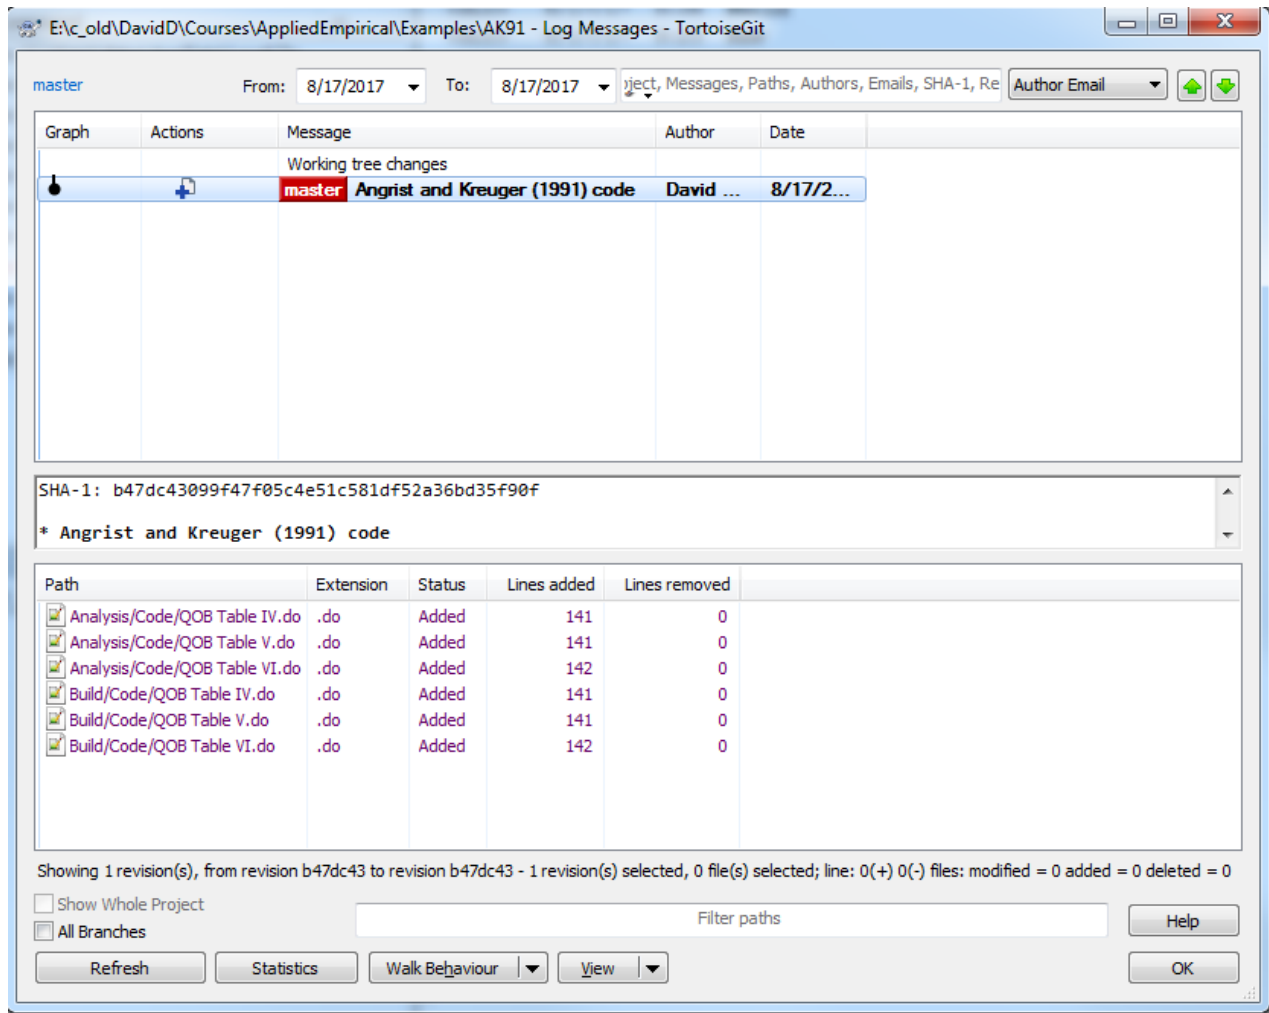 E:\c_old\DavidD\Courses\AppliedEmpirical\Examples\AK91 - Log Messages - TortoiseGit
master From: 8/17/2017 To: 8/17/2017 Messages, Paths, Authors, Emails, SHA-1, Re Author Email
Graph Actions Message Author Date
Working tree changes
master Angrist and Kreuger (1991) code David ... 8/17/2...
SHA-1: b47dc43099f47f05c4e51c581df52a36bd35f90f
* Angrist and Kreuger (1991) code
Path Extension Status Lines added Lines removed
Analysis/Code/QOB Table IV.do .do Added 141 0
Analysis/Code/QOB Table V.do .do Added 141 0
Analysis/Code/QOB Table VI.do .do Added 142 0
Build/Code/QOB Table IV.do .do Added 141 0
Build/Code/QOB Table V.do .do Added 141 0
Build/Code/QOB Table VI.do .do Added 142 0
Showing 1 revision(s), from revision b47dc43 to revision b47dc43 - 1 revision(s) selected, 0 file(s) selected; line: 0(+) 0(-) files: modified = 0 added = 0 deleted = 0
Show Whole Project
Filter paths
Help
All Branches
Refresh Statistics Walk Behaviour View OK